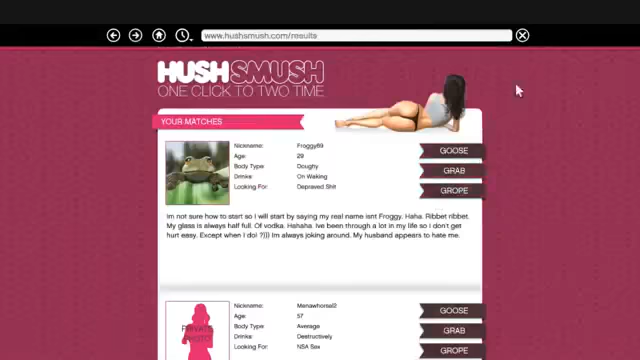 www.hushsmush.com/results
HUSHSMUSH
ONE CLICK TO TWO TIME
YOUR MATCHES
Nickname: Froggy69
Age: 29
Body Type Doughy
Drinks: On Waking
Looking For: Depraved Shit
GOOSE
GRAB
GROPE
Im not sure how to start so I will start by saying my real name isnt Froggy. Haha. Ribbet ribbet.
My glass is always half full. Of vodka. Hahaha. Ive been through a lot in my life so I don't get
hurt easy. Except when I do! ?))) Im always joking around. My husband appears to hate me.
PRIVATE
PHOTO
Nickname:
Age: 57
Body Type Average
Drinks: Destructively
Looking For: NSA Sex
GOOSE
GRAB
GROPE